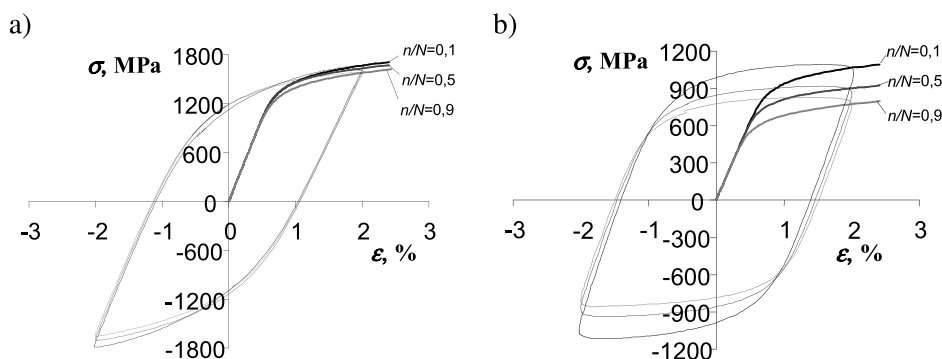 a)
σ, MPa
1800
1200
600
0
-600
-1200
-1800
-3 -2 -1 0 1 2 3
ε, %
n/N=0,1
n/N=0,5
n/N=0,9
b)
σ, MPa
1200
900
600
300
0
-300
-600
-900
-1200
-3 -2 -1 0 1 2 3
ε, %
n/N=0,1
n/N=0,5
n/N=0,9